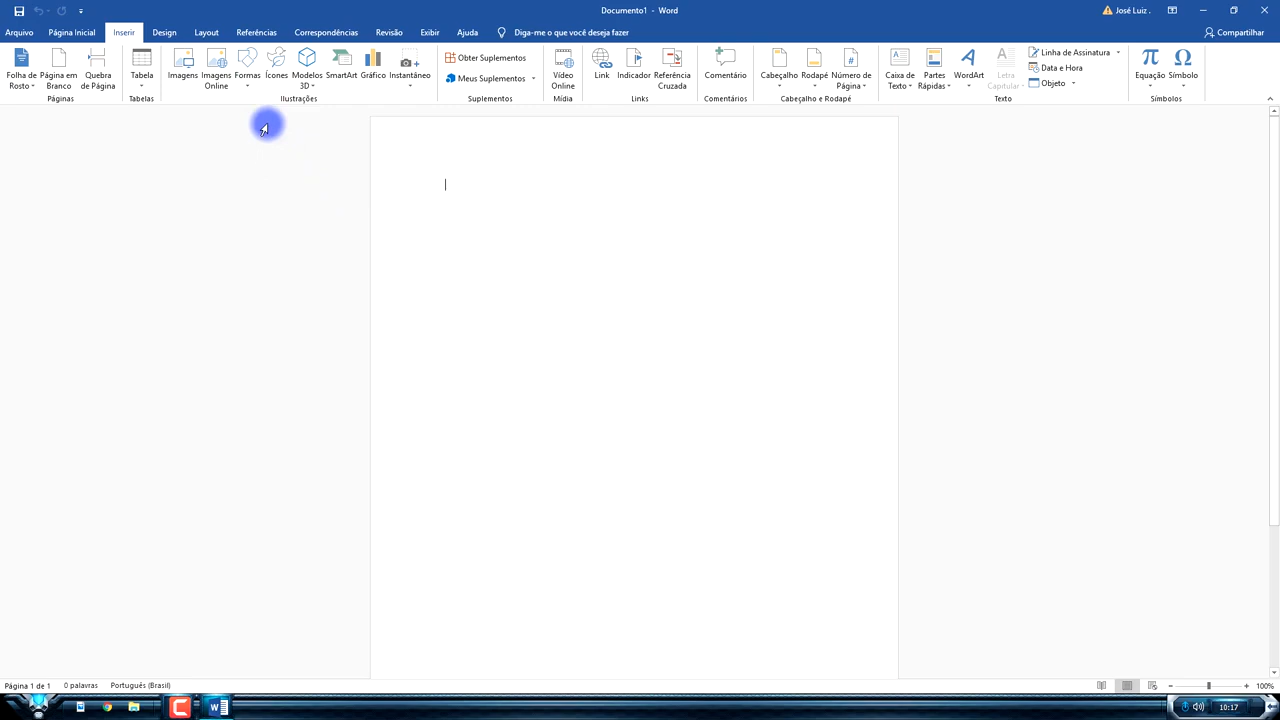 Documento1 - Word
José Luiz .
Arquivo
Página Inicial
Inserir
Design
Layout
Referências
Correspondências
Revisão
Exibir
Ajuda
Diga-me o que você deseja fazer
Compartilhar
Folha de Rosto
Página em Branco
Quebra de Página
Páginas
Tabela
Tabelas
Imagens
Imagens Online
Formas
Ícones
Modelos 3D
SmartArt
Gráfico
Instantâneo
Ilustrações
Obter Suplementos
Meus Suplementos
Suplementos
Vídeo Online
Mídia
Link
Indicador
Referência Cruzada
Links
Comentário
Comentários
Cabeçalho
Rodapé
Número de Página
Cabeçalho e Rodapé
Caixa de Texto
Partes Rápidas
WordArt
Letra Capitular
Linha de Assinatura
Data e Hora
Objeto
Texto
Equação
Símbolo
Símbolos
Página 1 de 1
0 palavras
Português (Brasil)
100%
10:17